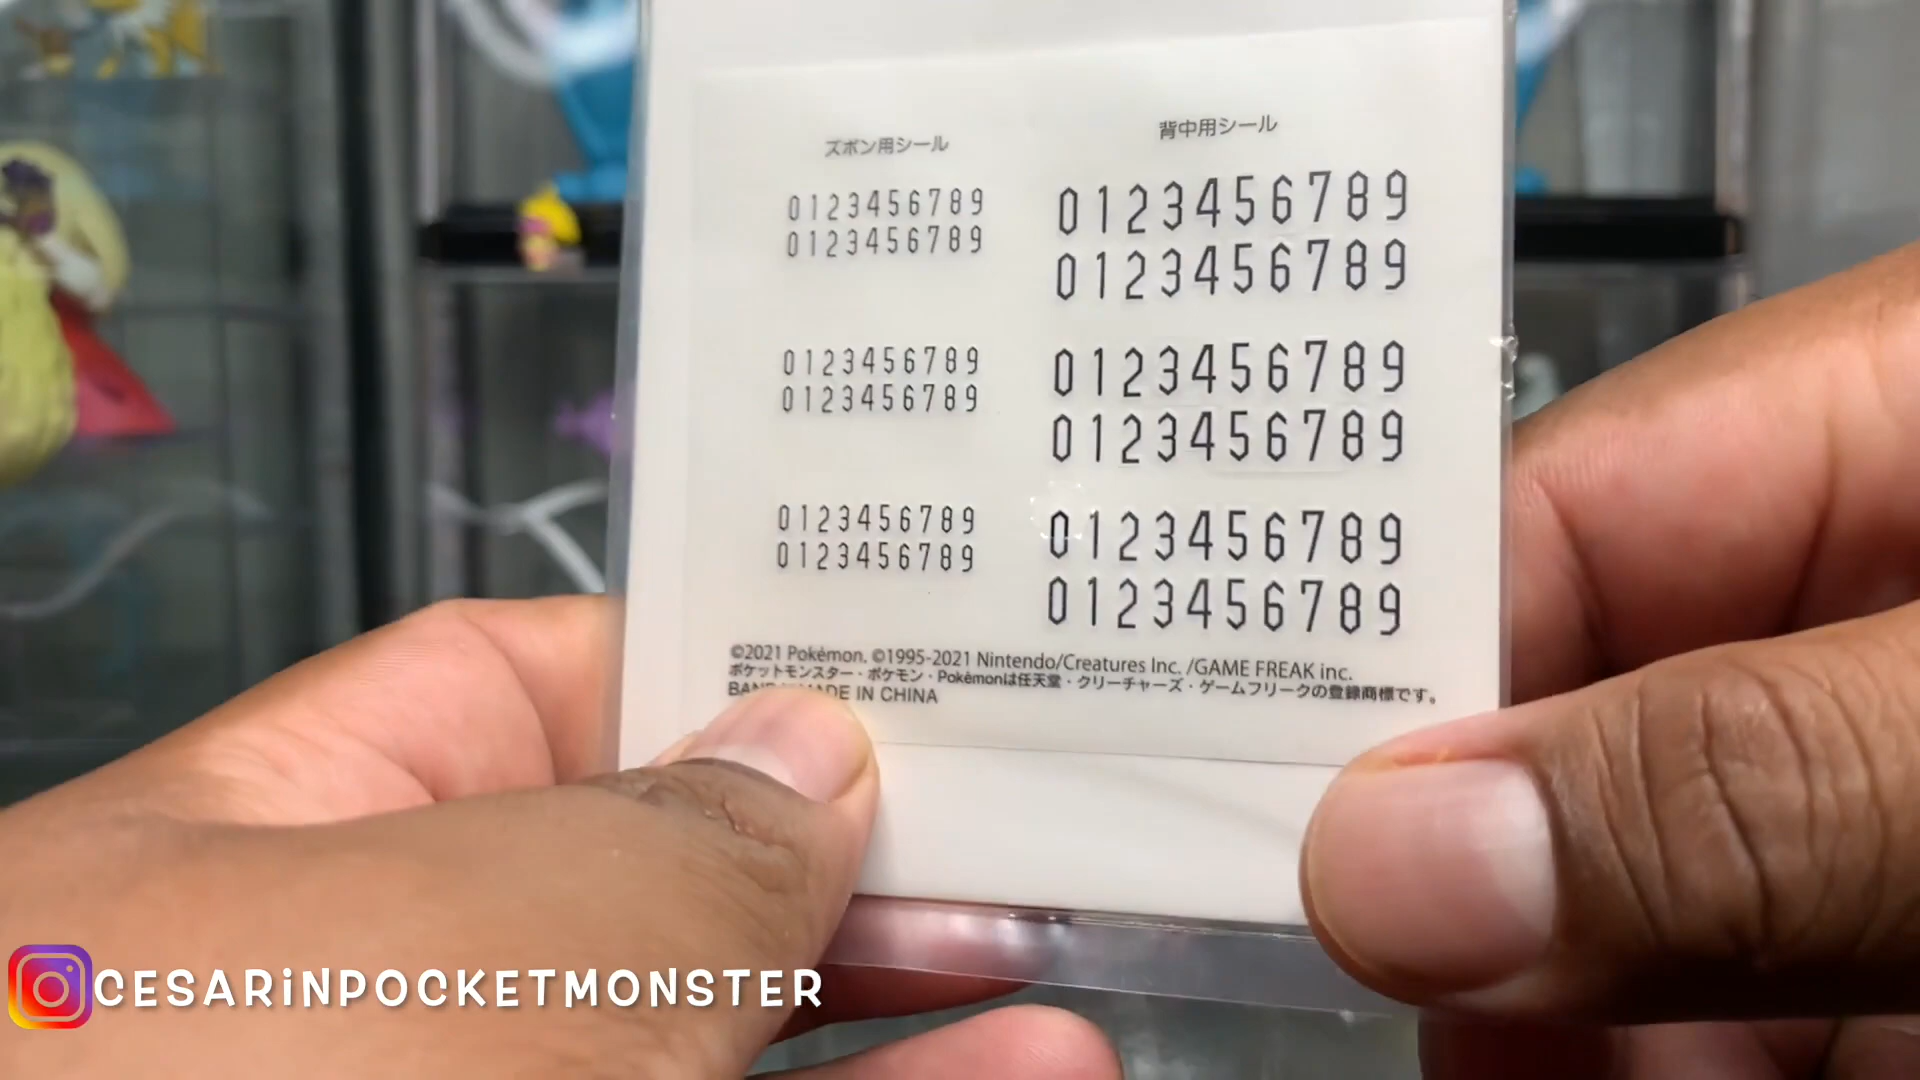 ズボン用シール
0123456789
0123456789
0123456789
0123456789
0123456789
0123456789
背中用シール
0123456789
0123456789
0123456789
0123456789
0123456789
0123456789
©2021 Pokémon. ©1995-2021 Nintendo/Creatures Inc. /GAME FREAK inc.
ポケットモンスター・ポケモン・Pokémonは任天堂・クリーチャーズ・ゲームフリークの登録商標です。
IN CHINA
CESARiNPOCKETMONSTER